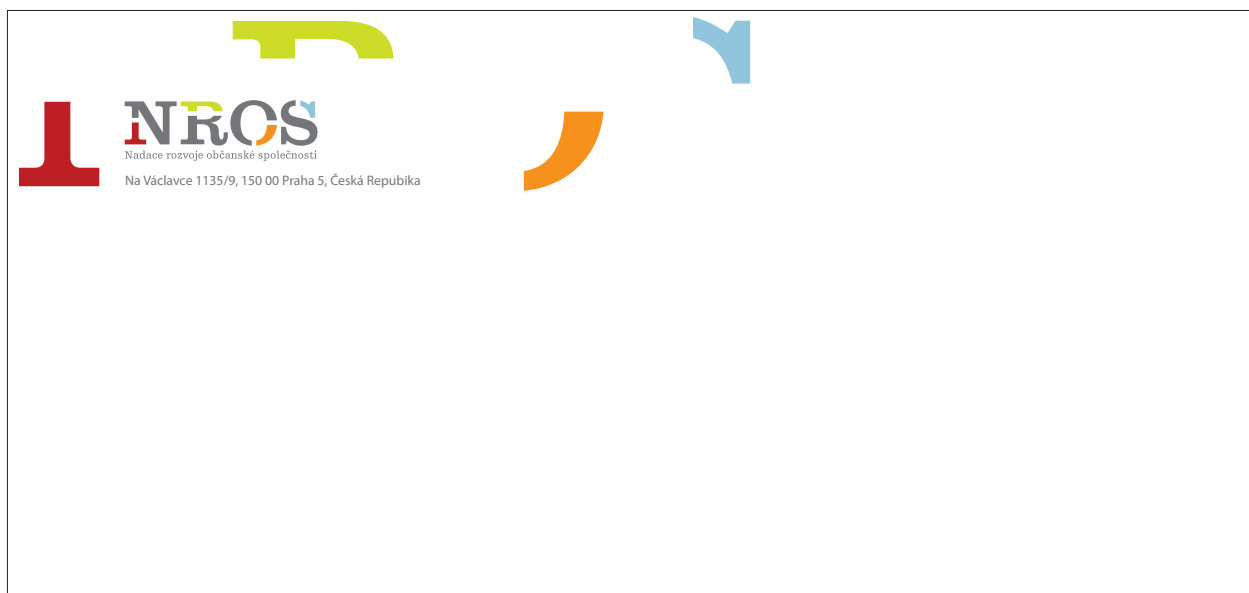 NROS
Nadace rozvoje občanské společnosti
Na Václavce 1135/9, 150 00 Praha 5, Česká Repubika